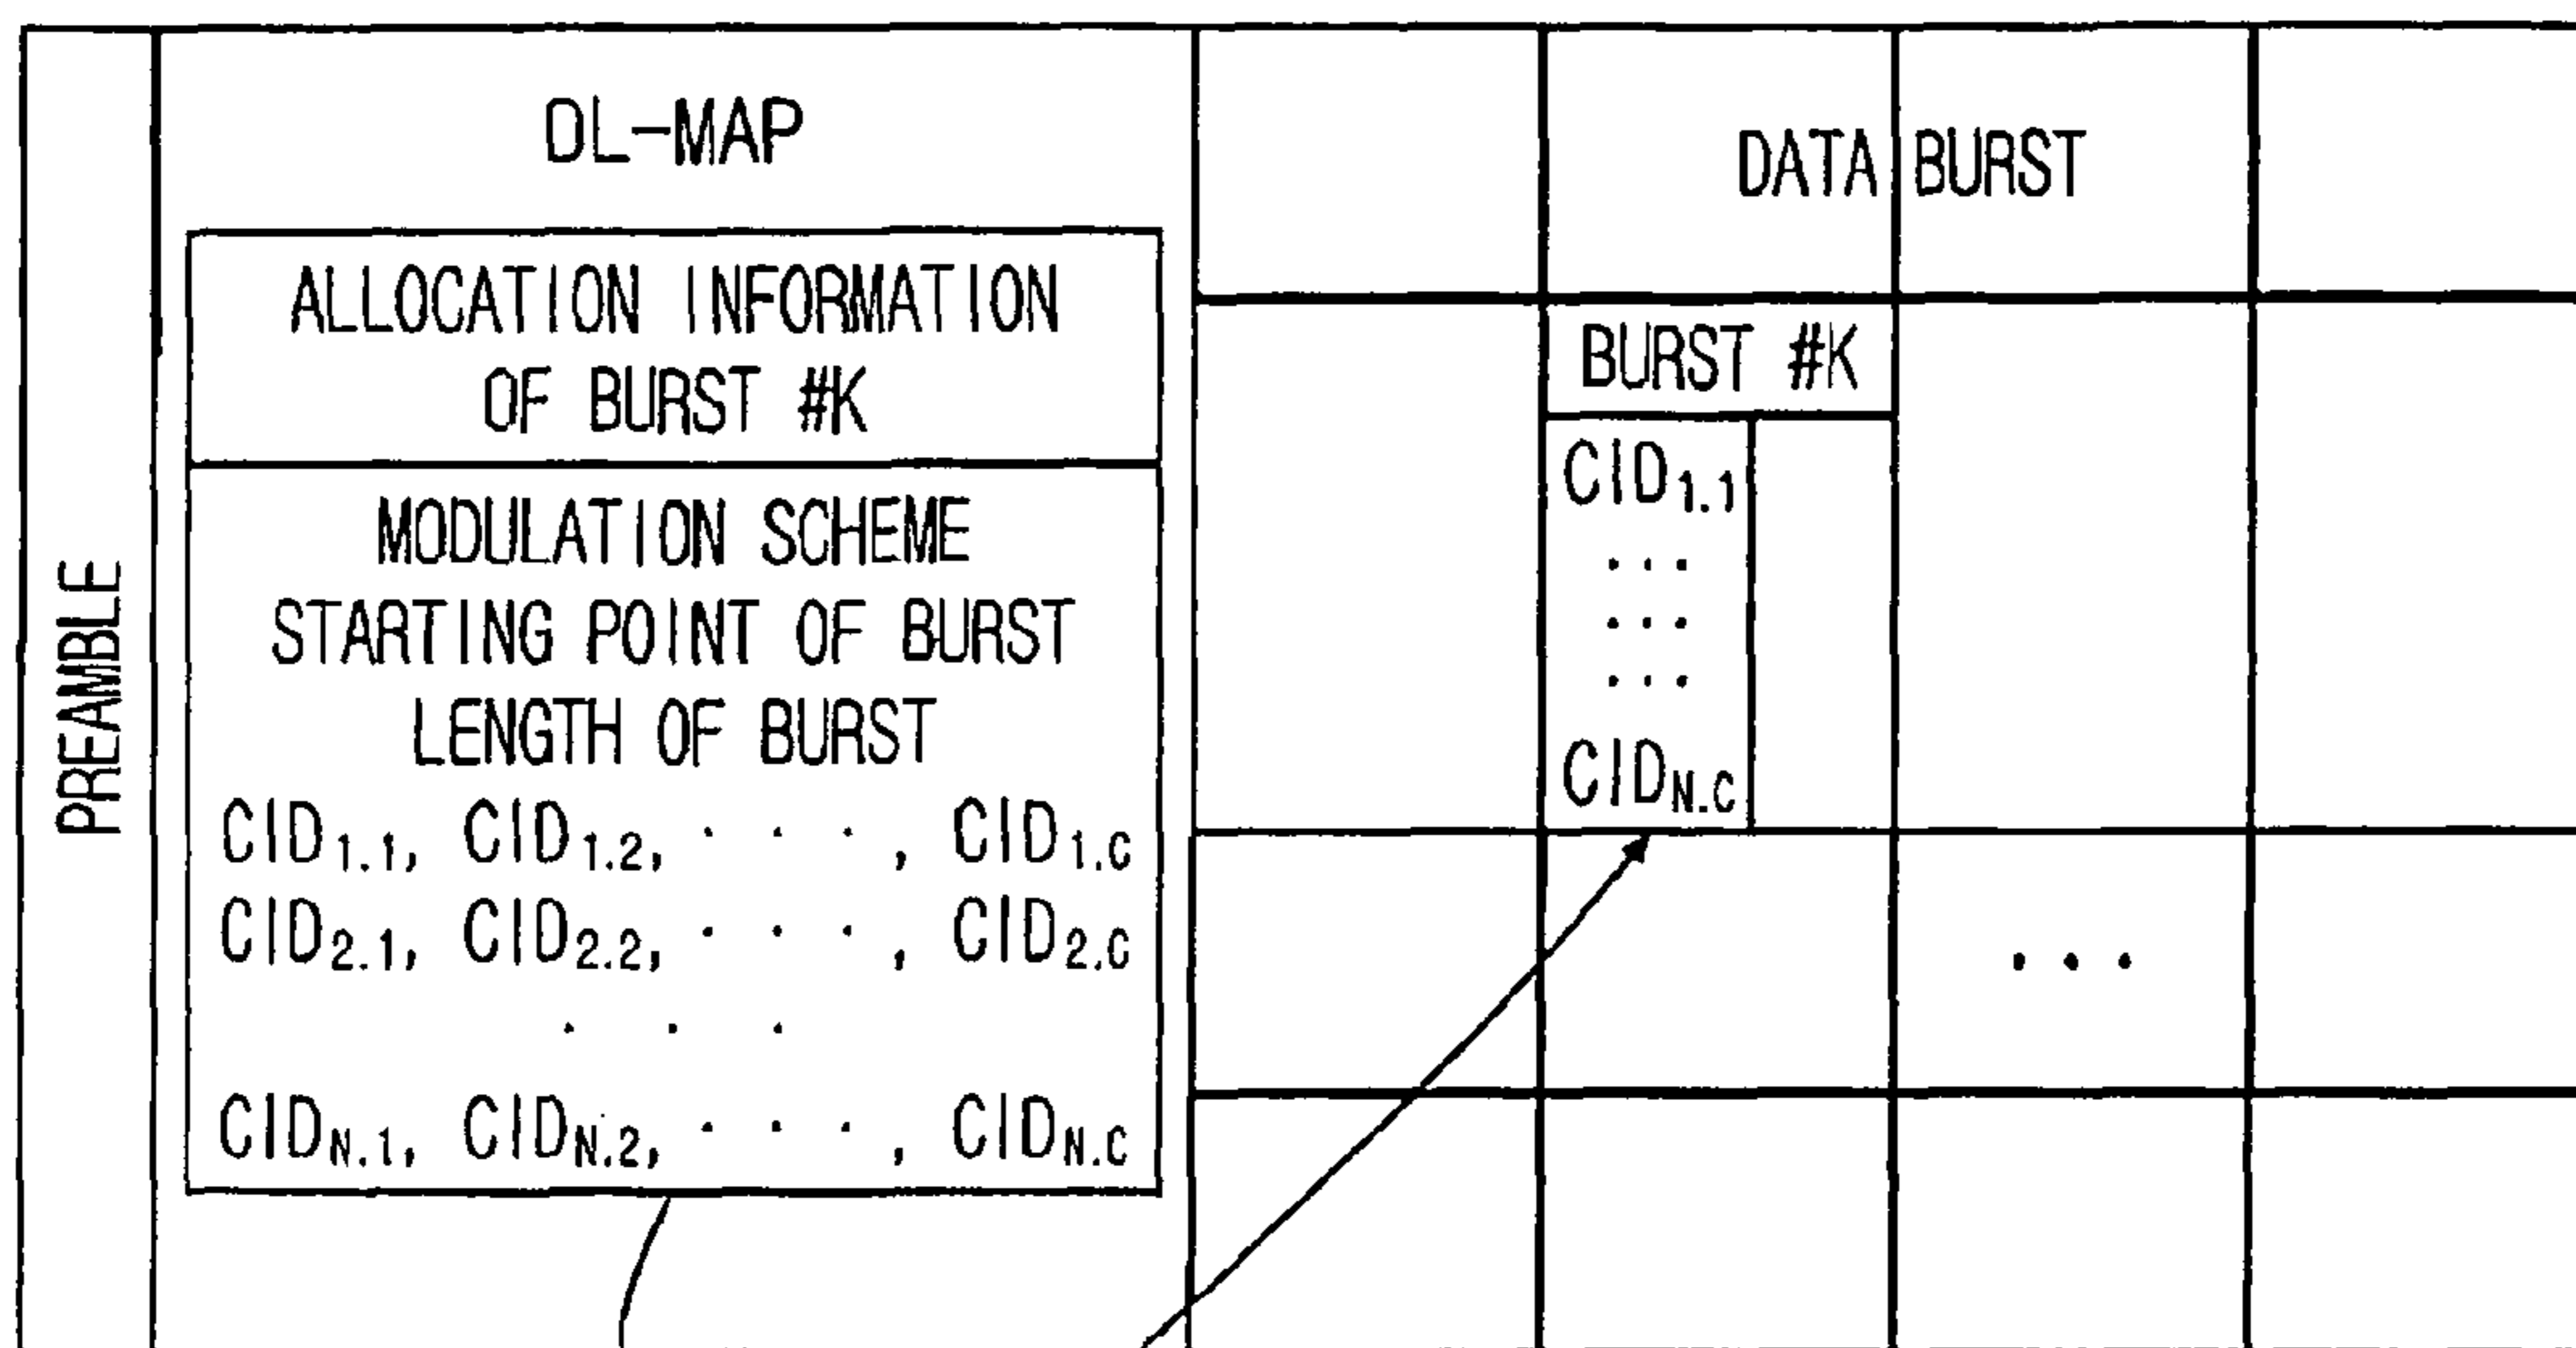 PREAMBLE
DL-MAP
ALLOCATION INFORMATION
OF BURST #K
MODULATION SCHEME
STARTING POINT OF BURST
LENGTH OF BURST
CID1.1, CID1.2, · · · , CID1.C
CID2.1, CID2.2, · · · , CID2.C
· · ·
CIDN.1, CIDN.2, · · · , CIDN.C
DATA BURST
BURST #K
CID1.1
...
...
...
CIDN.C
...